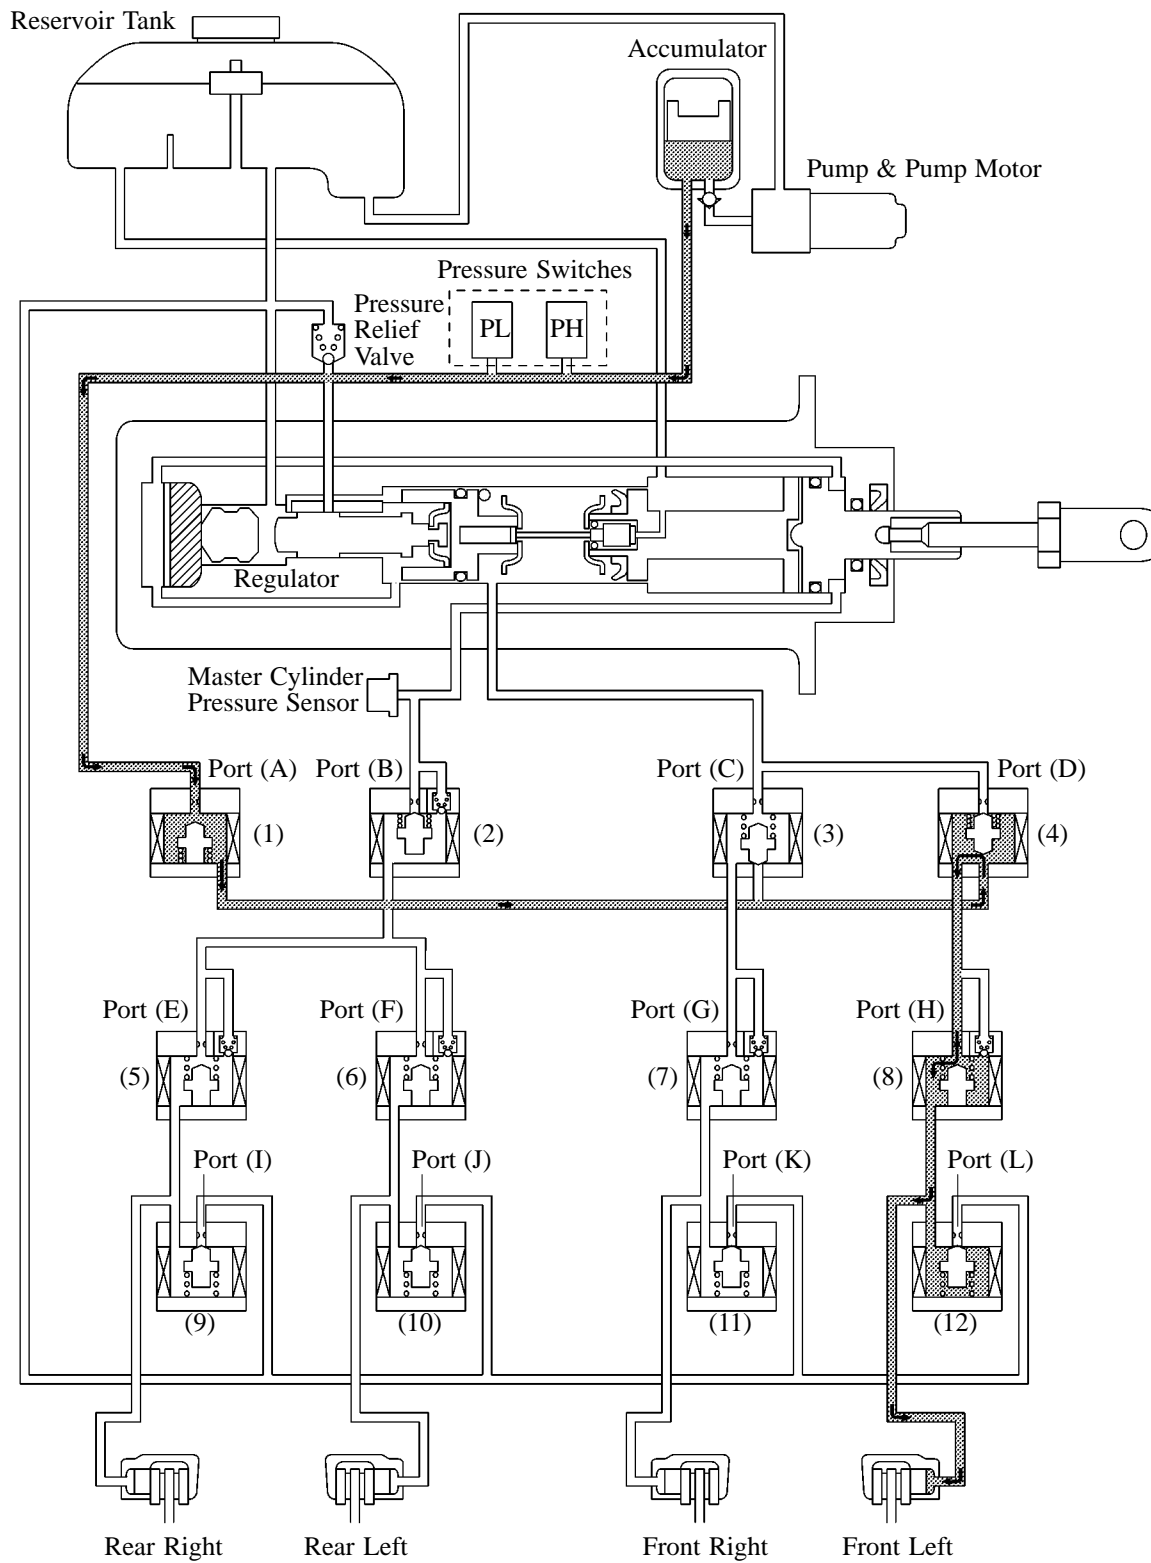 Reservoir Tank
Accumulator
Pump & Pump Motor
Pressure Switches
Pressure
Relief
Valve
PL
PH
Regulator
Master Cylinder
Pressure Sensor
Port (A)
Port (B)
Port (C)
Port (D)
(1)
(2)
(3)
(4)
Port (E)
Port (F)
Port (G)
Port (H)
(5)
(6)
(7)
(8)
Port (I)
Port (J)
Port (K)
Port (L)
(9)
(10)
(11)
(12)
Rear Right
Rear Left
Front Right
Front Left